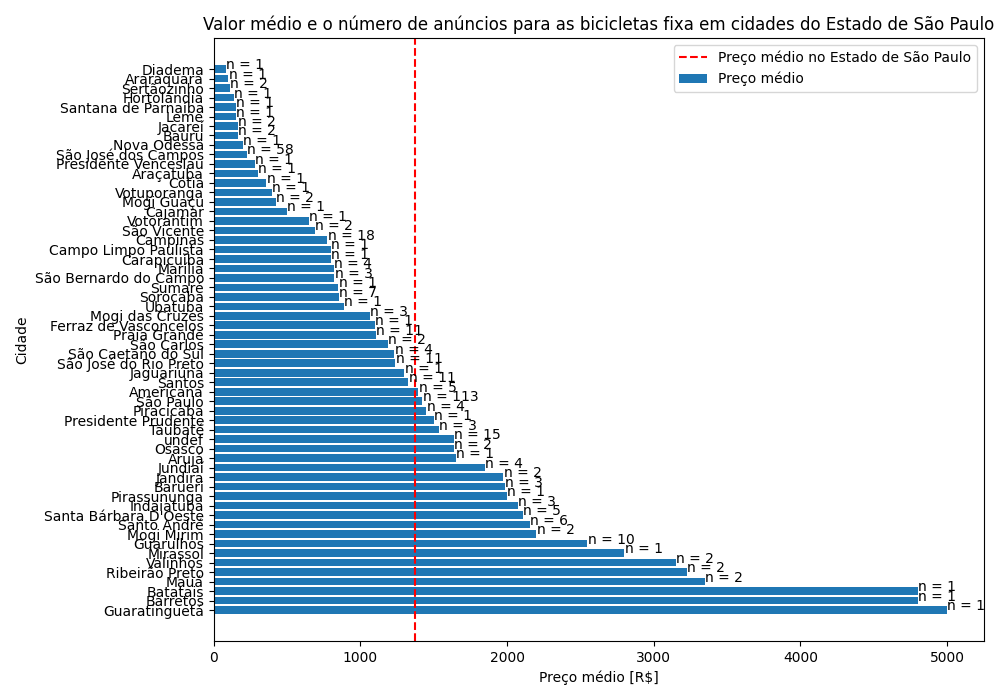 Valor médio e o número de anúncios para as bicicletas fixa em cidades do Estado de São Paulo
Preço médio no Estado de São Paulo
Preço médio
Cidade
Diadema n = 1
Araraquara n = 1
Sertãozinho n = 2
Hortolândia n = 1
Santana de Parnaíba n = 1
Leme n = 1
Jacareí n = 2
Bauru n = 2
Nova Odessa n = 1
São José dos Campos n = 58
Presidente Venceslau n = 1
Araçatuba n = 1
Cotia n = 1
Votuporanga n = 1
Mogi Guaçu n = 2
Cajamar n = 1
Votorantim n = 1
São Vicente n = 2
Campinas n = 18
Campo Limpo Paulista n = 1
Carapicuíba n = 1
Marília n = 4
São Bernardo do Campo n = 3
Sumaré n = 1
Sorocaba n = 7
Ubatuba n = 1
Mogi das Cruzes n = 3
Ferraz de Vasconcelos n = 1
Praia Grande n = 11
São Carlos n = 2
São Caetano do Sul n = 4
São José do Rio Preto n = 11
Jaguariúna n = 1
Santos n = 11
Americana n = 5
São Paulo n = 113
Piracicaba n = 4
Presidente Prudente n = 1
Taubaté n = 3
undef n = 15
Osasco n = 2
Arujá n = 1
Jundiaí n = 4
Jandira n = 2
Barueri n = 3
Pirassununga n = 1
Indaiatuba n = 3
Santa Bárbara D'Oeste n = 5
Santo André n = 6
Mogi Mirim n = 2
Guarulhos n = 10
Mirassol n = 1
Valinhos n = 2
Ribeirão Preto n = 2
Mauá n = 2
Batatais n = 1
Barretos n = 1
Guaratinguetá n = 1
0 1000 2000 3000 4000 5000
Preço médio [R$]